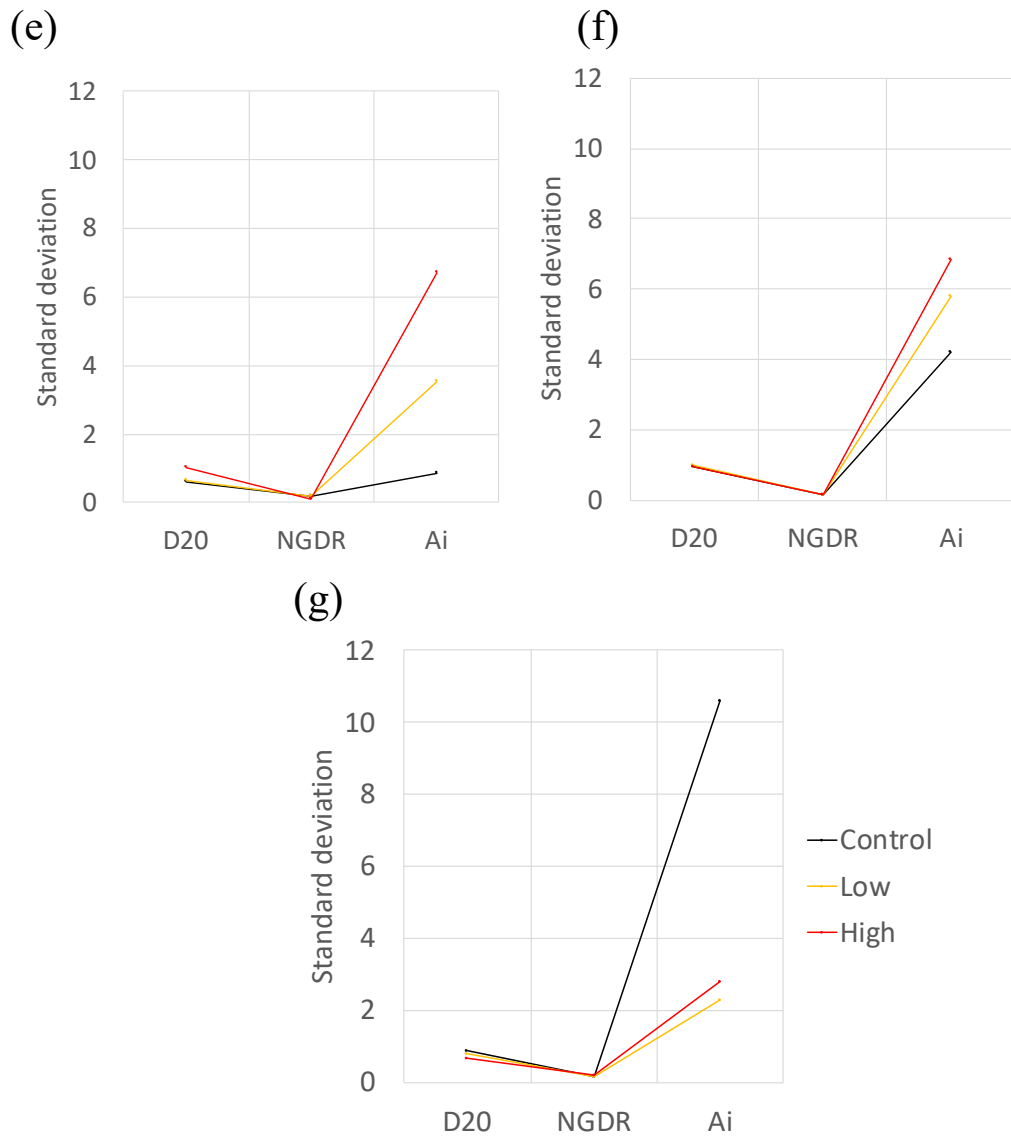 (e)
Standard deviation
12
10
8
6
4
2
0
D20 NGDR Ai
(f)
Standard deviation
12
10
8
6
4
2
0
D20 NGDR Ai
(g)
Standard deviation
12
10
8
6
4
2
0
D20 NGDR Ai
Control
Low
High